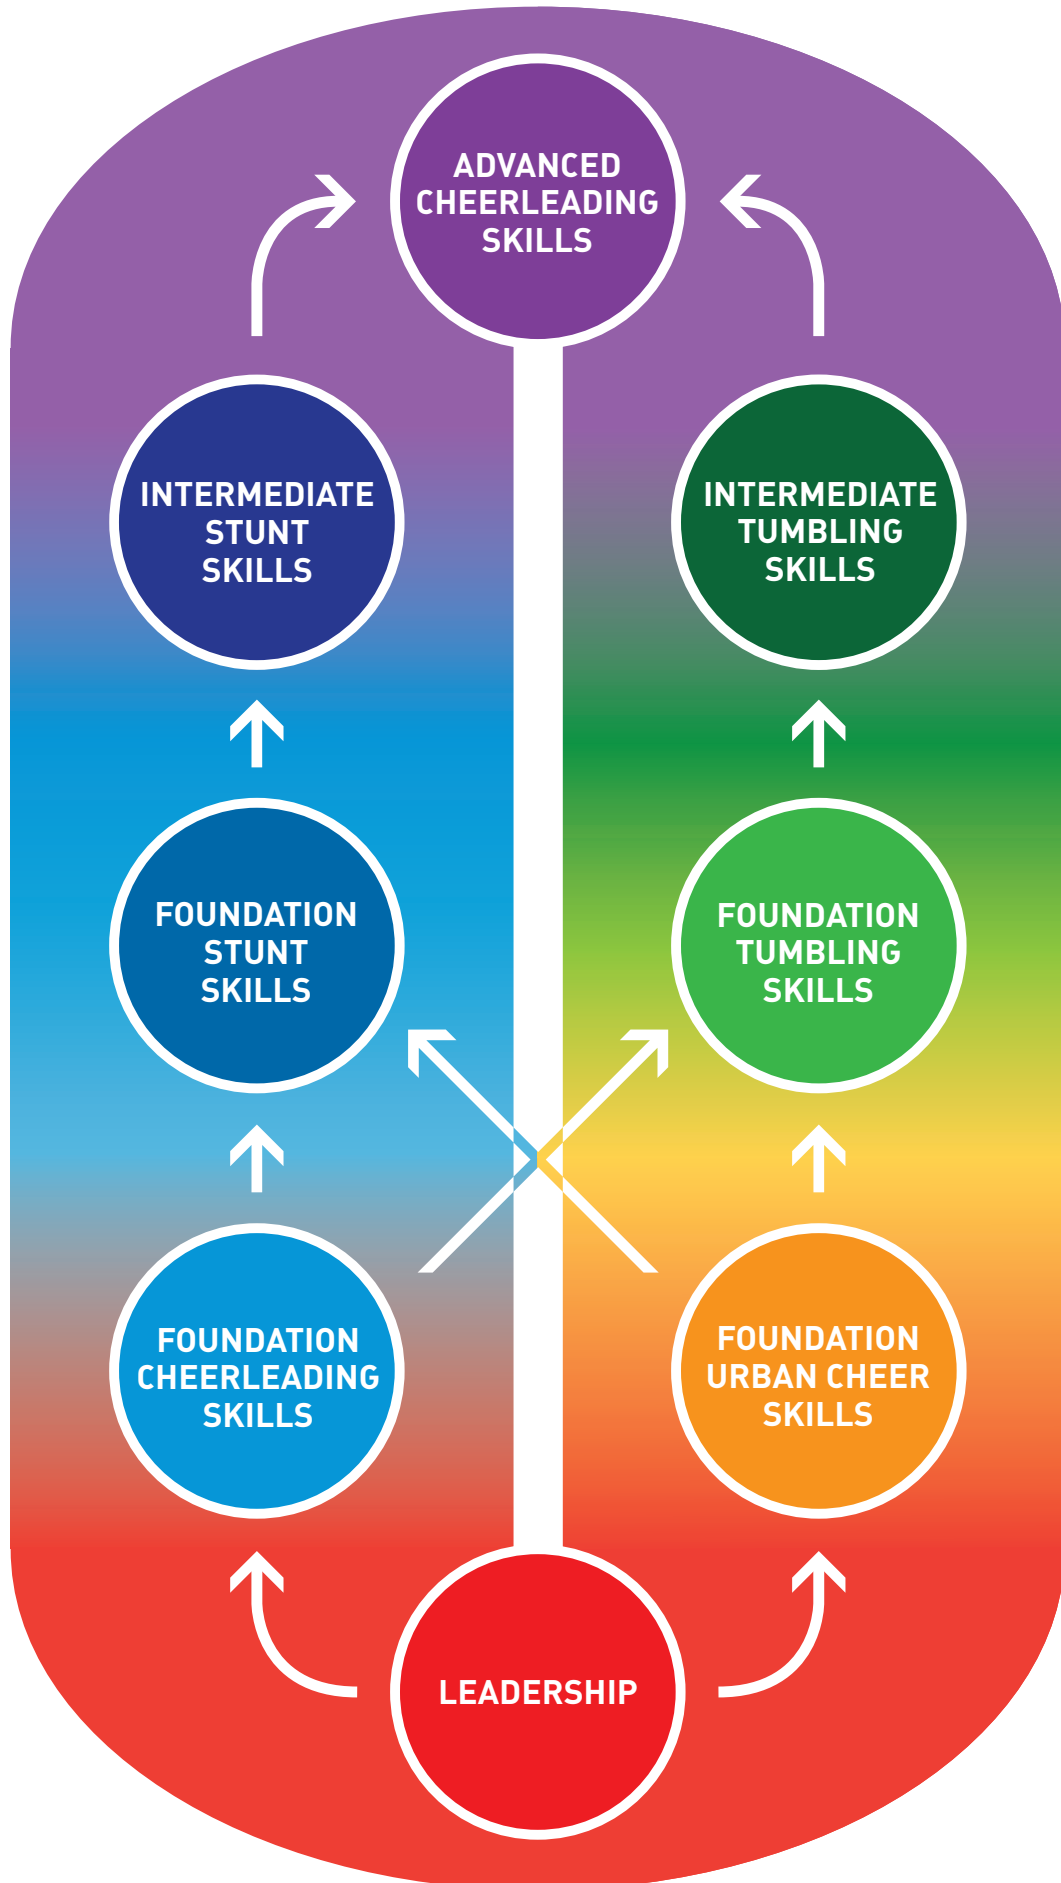 ADVANCED
CHEERLEADING
SKILLS
INTERMEDIATE
STUNT
SKILLS
INTERMEDIATE
TUMBLING
SKILLS
FOUNDATION
STUNT
SKILLS
FOUNDATION
TUMBLING
SKILLS
FOUNDATION
CHEERLEADING
SKILLS
FOUNDATION
URBAN CHEER
SKILLS
LEADERSHIP